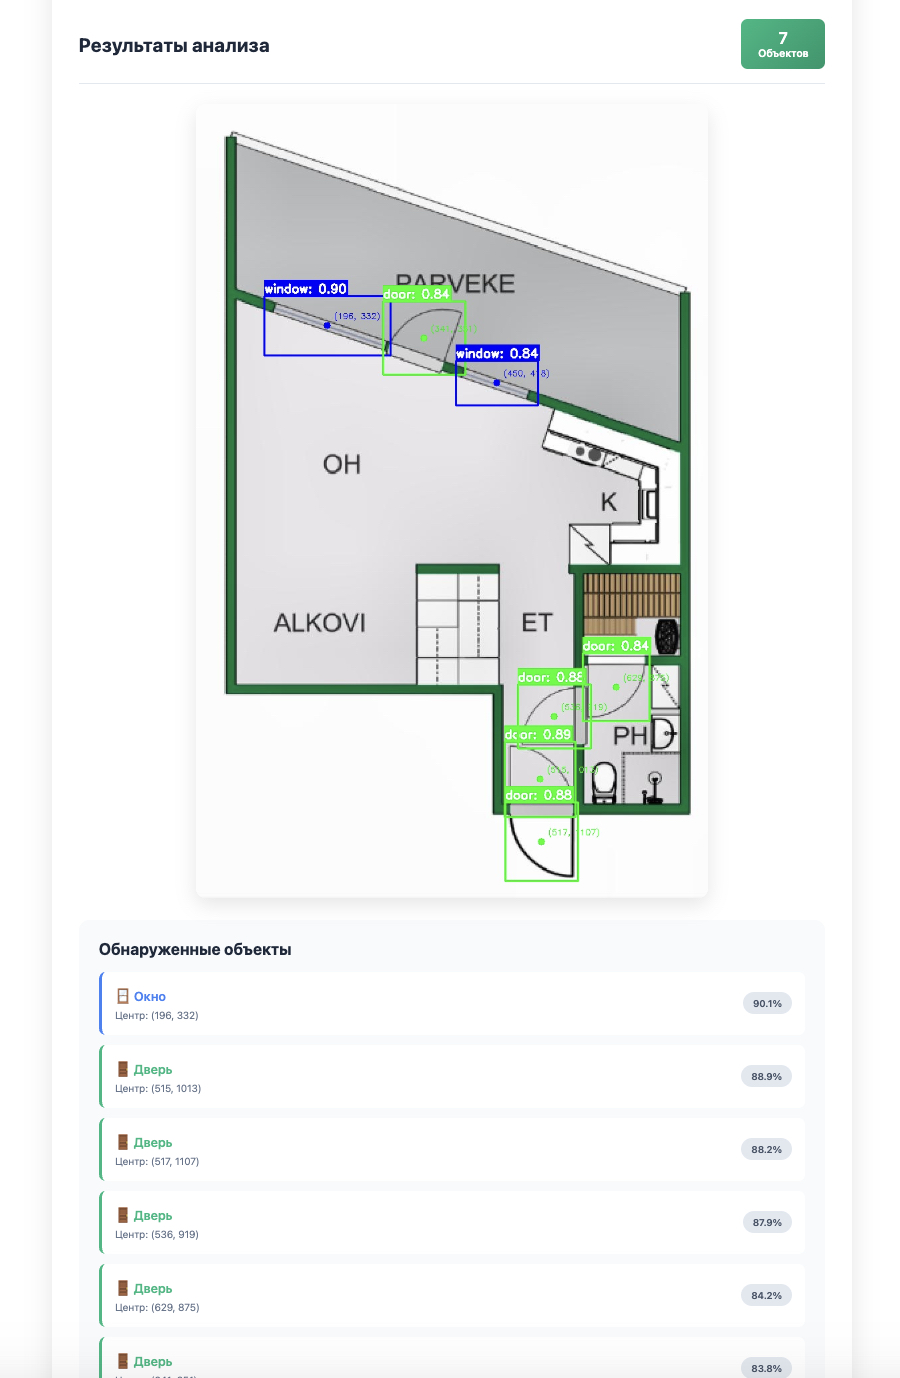 Результаты анализа
7
Объектов
PARVEKE
window: 0.90
door: 0.84
(196, 332)
window: 0.84
(450, 418)
OH
K
ALKOVI
ET
door: 0.84
door: 0.88
door: 0.89
PH
door: 0.88
(517, 1107)
Обнаруженные объекты
Окно
Центр: (196, 332)
90.1%
Дверь
Центр: (515, 1013)
88.9%
Дверь
Центр: (517, 1107)
88.2%
Дверь
Центр: (536, 919)
87.9%
Дверь
Центр: (629, 875)
84.2%
Дверь
83.8%